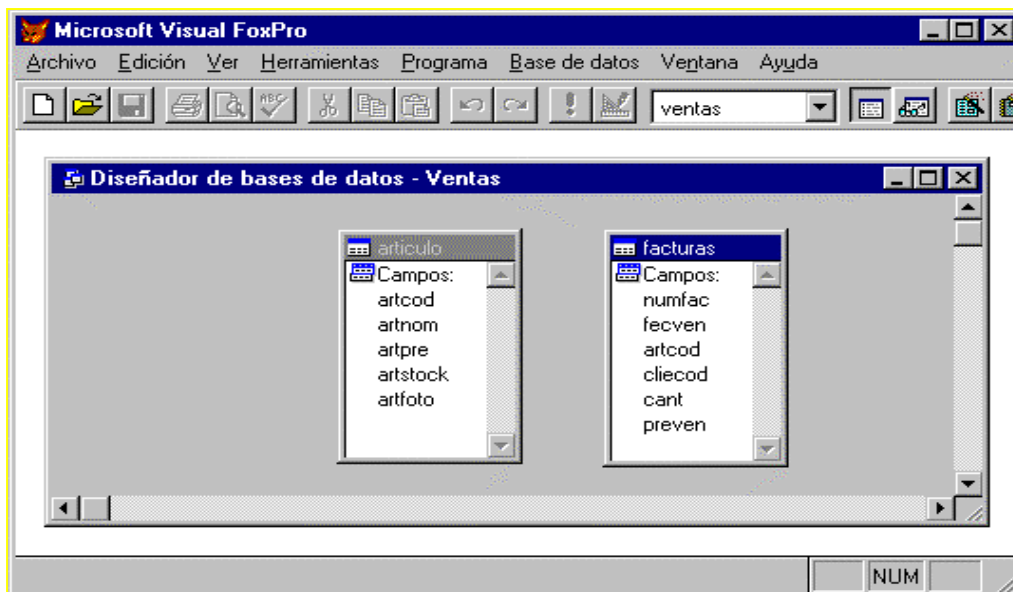 Microsoft Visual FoxPro
Archivo Edición Ver Herramientas Programa Base de datos Ventana Ayuda
ABC ventas
Diseñador de bases de datos - Ventas
articulo
Campos:
artcod
artnom
artpre
artstock
artfoto
facturas
Campos:
numfac
fecven
artcod
cliecod
cant
preven
NUM